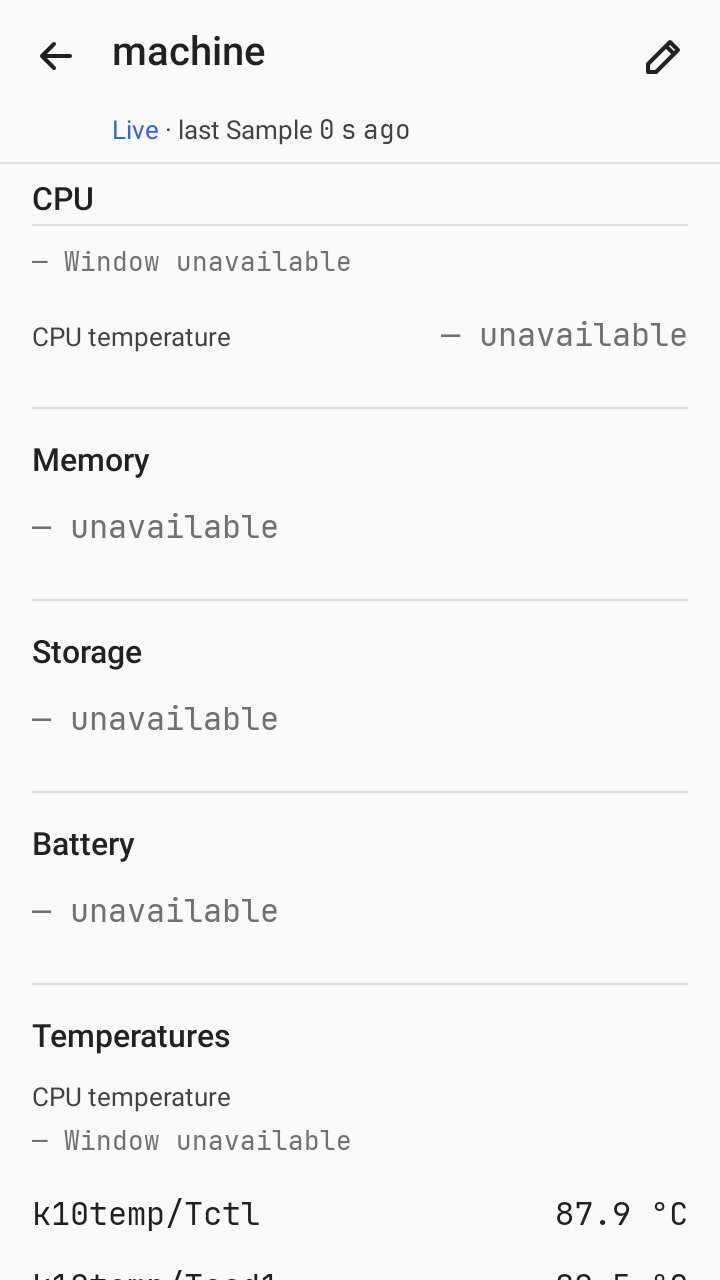 machine
Live · last Sample 0 s ago
CPU
— Window unavailable
CPU temperature — unavailable
Memory
— unavailable
Storage
— unavailable
Battery
— unavailable
Temperatures
CPU temperature
— Window unavailable
k10temp/Tctl 87.9 °C